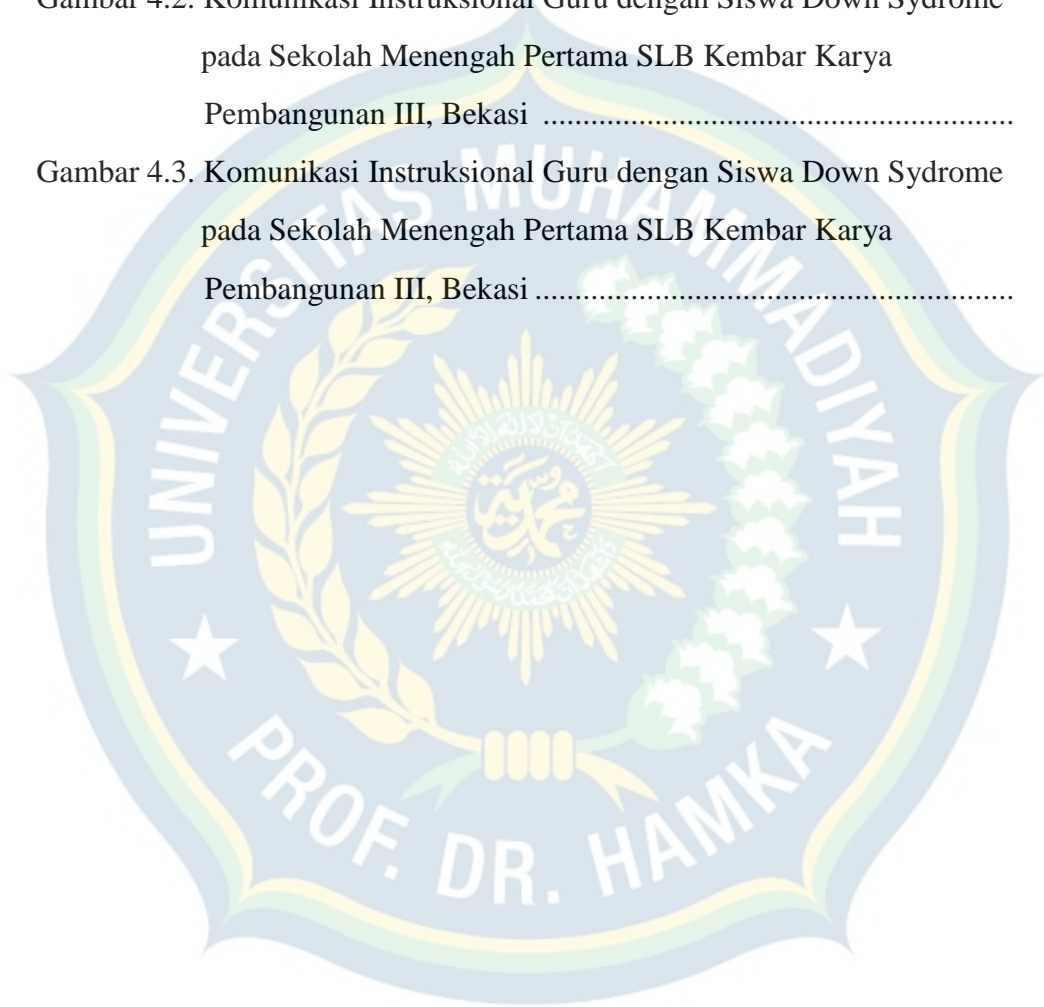 Gambar 4.2. Komunikasi Instruksional Guru dengan Siswa Down Sydrome
pada Sekolah Menengah Pertama SLB Kembar Karya
Pembangunan III, Bekasi ..................................................
Gambar 4.3. Komunikasi Instruksional Guru dengan Siswa Down Sydrome
pada Sekolah Menengah Pertama SLB Kembar Karya
Pembangunan III, Bekasi ...................................................
UNIVERSITAS MUHAMMADIYAH
PROF. DR. HAMKA